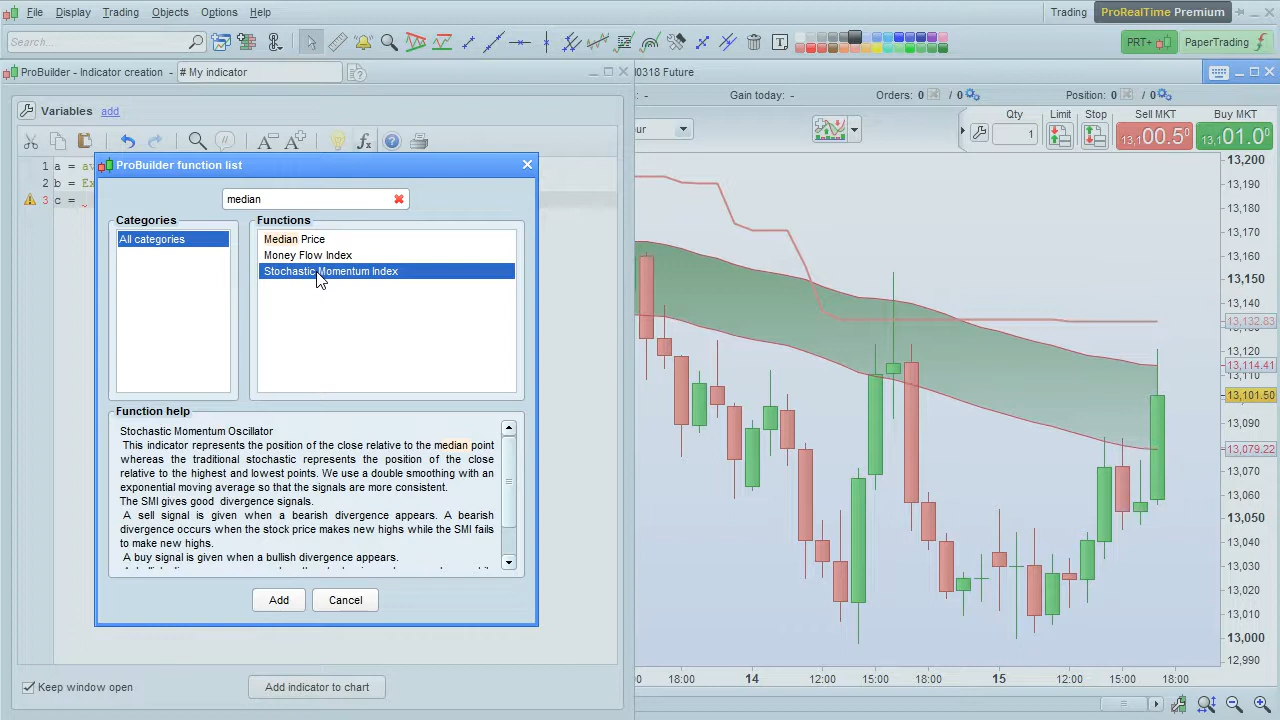 File Display Trading Objects Options Help
Trading ProRealTime Premium
Search...
PRT+ PaperTrading
ProBuilder - Indicator creation - # My indicator
0318 Future
Variables add
Gain today: - Orders: 0 / 0 Position: 0 / 0
Qty Limit Stop Sell MKT Buy MKT
1 13,100.5 0 13,101.0 0
1 a = av
2 b = Ex
3 c =
ProBuilder function list
median
Categories
All categories
Functions
Median Price
Money Flow Index
Stochastic Momentum Index
Function help
Stochastic Momentum Oscillator
This indicator represents the position of the close relative to the median point
whereas the traditional stochastic represents the position of the close
relative to the highest and lowest points. We use a double smoothing with an
exponential moving average so that the signals are more consistent.
The SMI gives good divergence signals.
A sell signal is given when a bearish divergence appears. A bearish
divergence occurs when the stock price makes new highs while the SMI fails
to make new highs.
A buy signal is given when a bullish divergence appears.
Add Cancel
Keep window open
Add indicator to chart
13,200
13,190
13,180
13,170
13,160
13,150
13,140
13,132.83
13,120
13,114.41
13,110
13,101.50
13,090
13,079.22
13,070
13,060
13,050
13,040
13,030
13,020
13,010
13,000
12,990
18:00 14 12:00 15:00 18:00 15 12:00 15:00 18:00